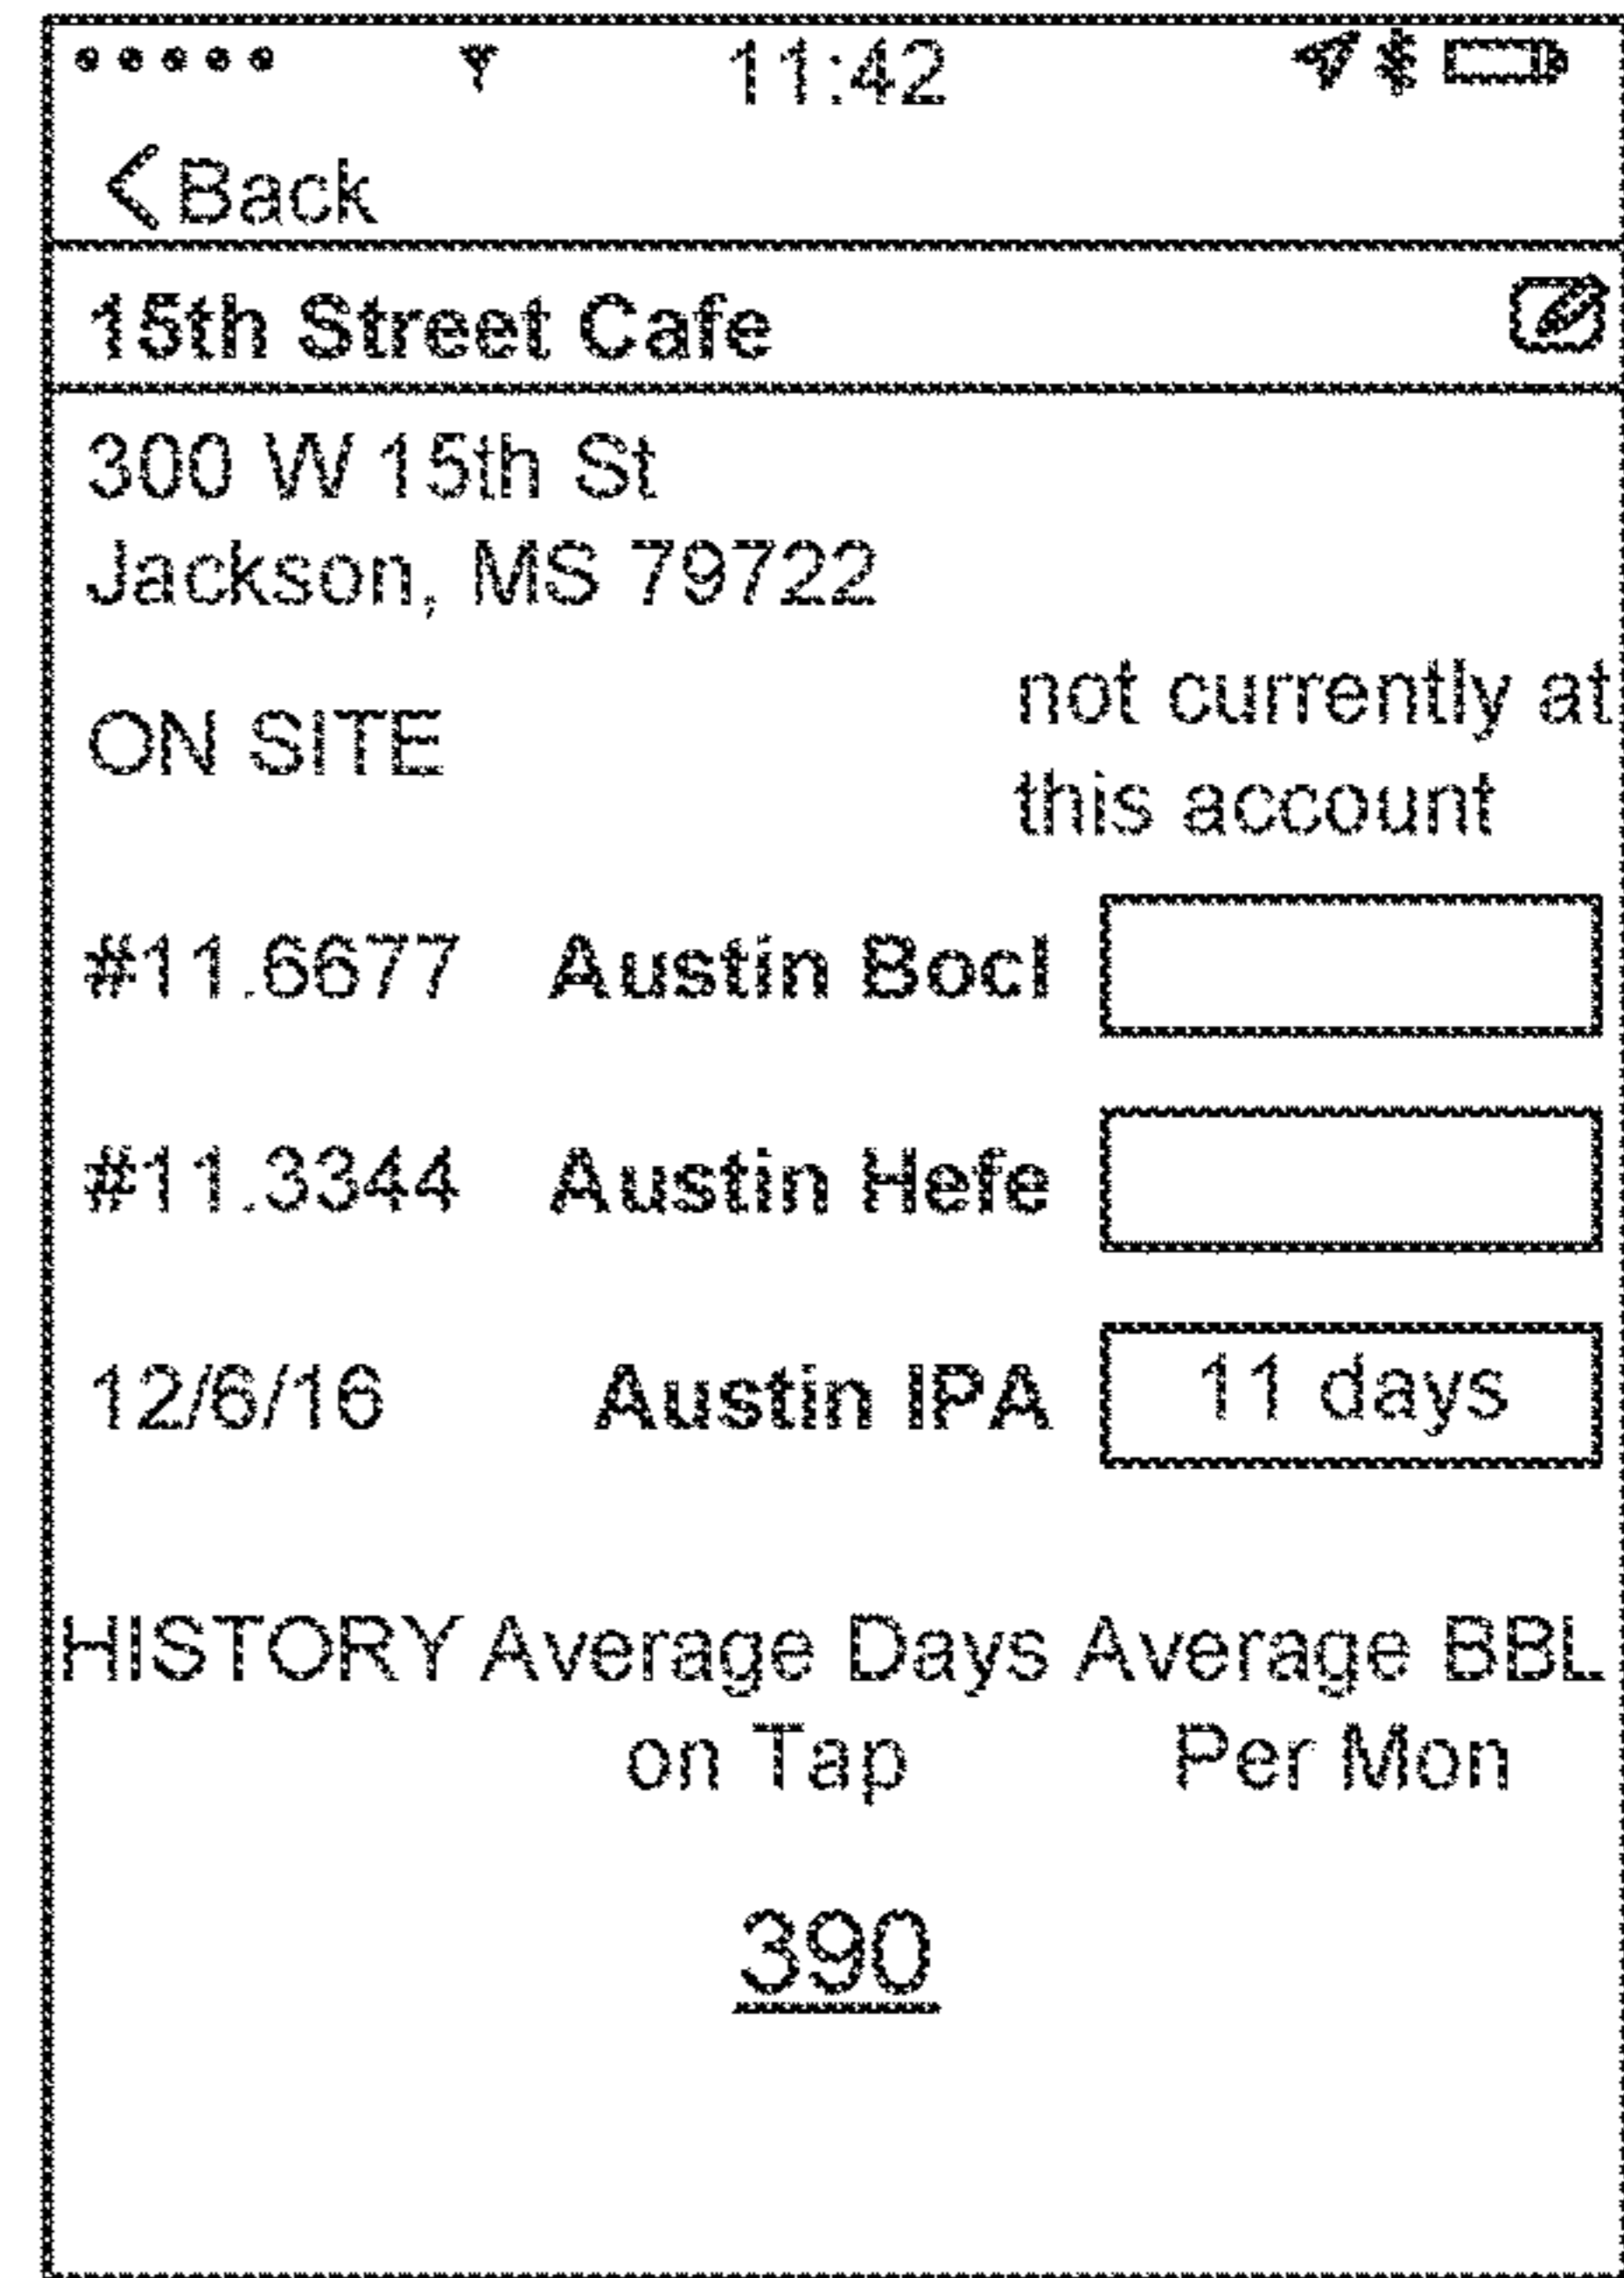 11:42
Back
15th Street Cafe
300 W 15th St
Jackson, MS 79722
ON SITE
not currently at
this account
#11.6677 Austin Bocl
#11.3344 Austin Hefe
12/6/16 Austin IPA 11 days
HISTORY Average Days Average BBL
on Tap Per Mon
390